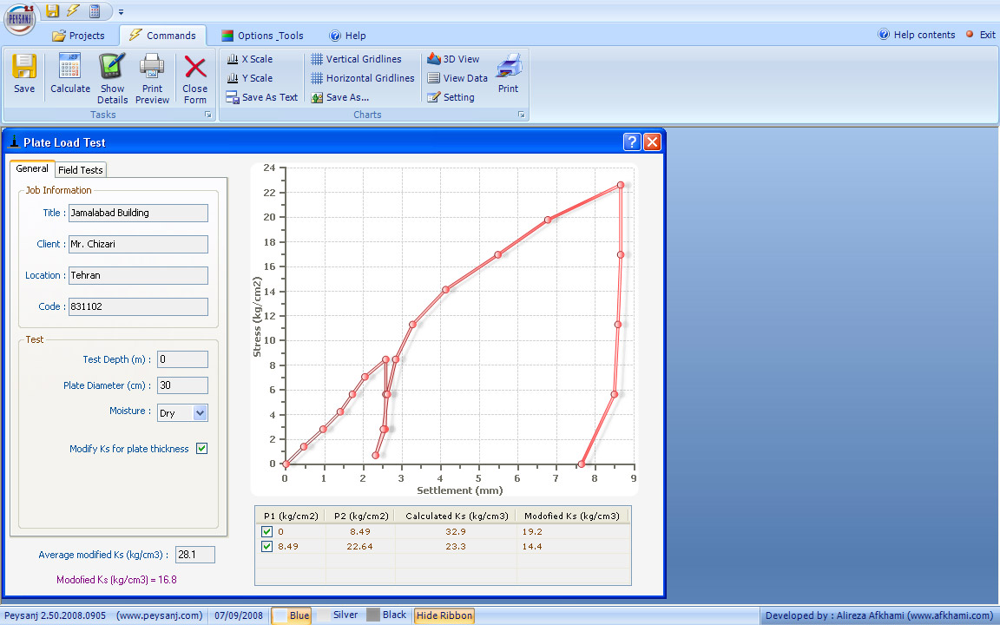 PEYSANJ 2.5
Projects Commands Options _Tools Help Help contents Exit
Save Calculate Show Details Print Preview Close Form
X Scale Vertical Gridlines 3D View
Y Scale Horizontal Gridlines View Data
Save As Text Save As... Setting
Print
Tasks Charts
Plate Load Test
General Field Tests
Job Information
Title : Jamalabad Building
Client : Mr. Chizari
Location : Tehran
Code : 831102
Test
Test Depth (m) : 0
Plate Diameter (cm) : 30
Moisture : Dry
Modify Ks for plate thickness
Average modified Ks (kg/cm3) : 28.1
Modofied Ks (kg/cm3) = 16.8
Stress (kg/cm2)
24
22
20
18
16
14
12
10
8
6
4
2
0
0 1 2 3 4 5 6 7 8 9
Settlement (mm)
P1 (kg/cm2) P2 (kg/cm2) Calculated Ks (kg/cm3) Modofied Ks (kg/cm3)
0 8.49 32.9 19.2
8.49 22.64 23.3 14.4
Peysanj 2.50.2008.0905 (www.peysanj.com) 07/09/2008 Blue Silver Black Hide Ribbon Developed by : Alireza Afkhami (www.afkhami.com)